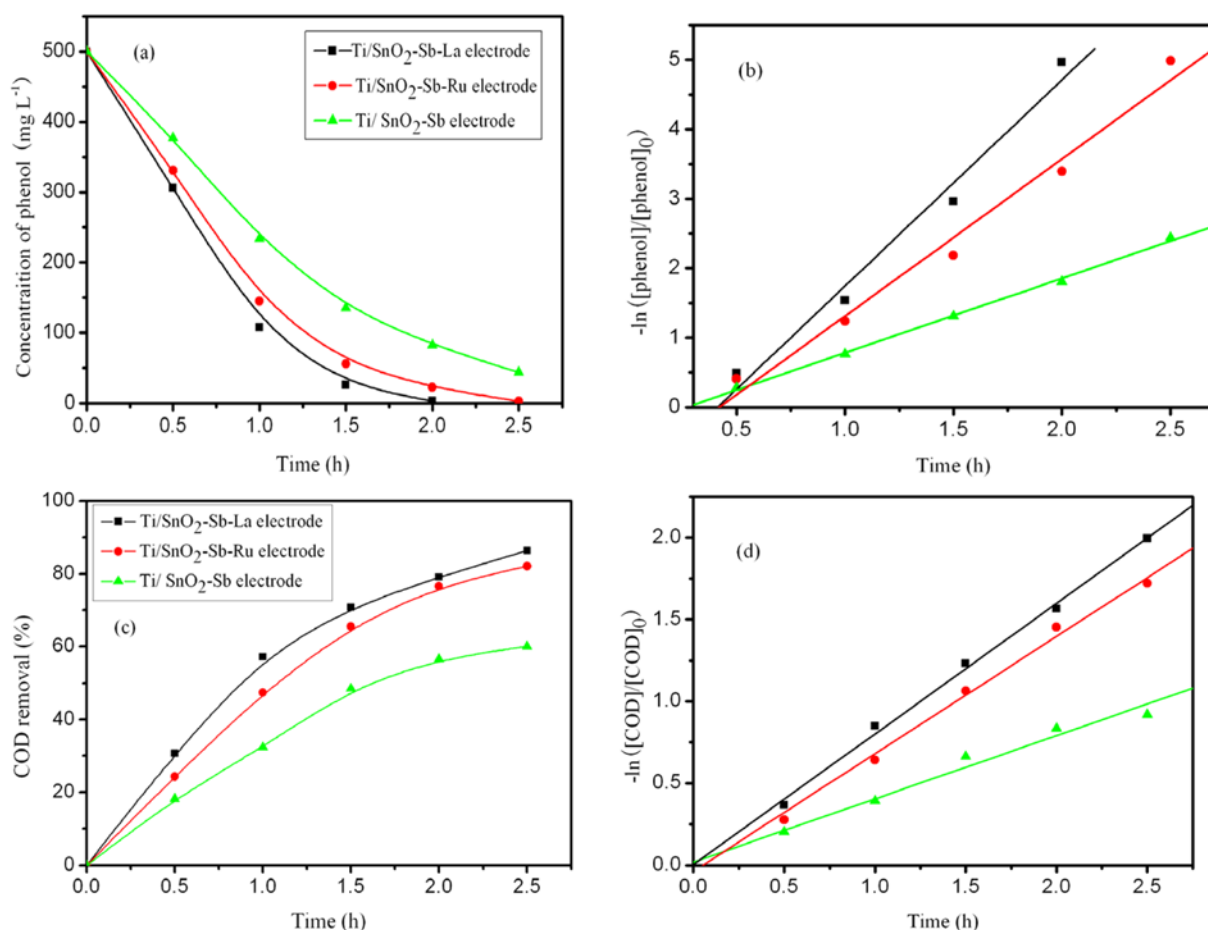 (a)
Ti/SnO2-Sb-La electrode
Ti/SnO2-Sb-Ru electrode
Ti/ SnO2-Sb electrode
Concentraition of phenol (mg L-1)
500
400
300
200
100
0
0.0 0.5 1.0 1.5 2.0 2.5
Time (h)
(b)
-ln([phenol]/[phenol]0)
5
4
3
2
1
0
0.5 1.0 1.5 2.0 2.5
Time (h)
Ti/SnO2-Sb-La electrode
Ti/SnO2-Sb-Ru electrode
Ti/ SnO2-Sb electrode
(c)
COD removal (%)
100
80
60
40
20
0
0.0 0.5 1.0 1.5 2.0 2.5
Time (h)
(d)
-ln([COD]/[COD]0)
2.0
1.5
1.0
0.5
0.0
0.0 0.5 1.0 1.5 2.0 2.5
Time (h)